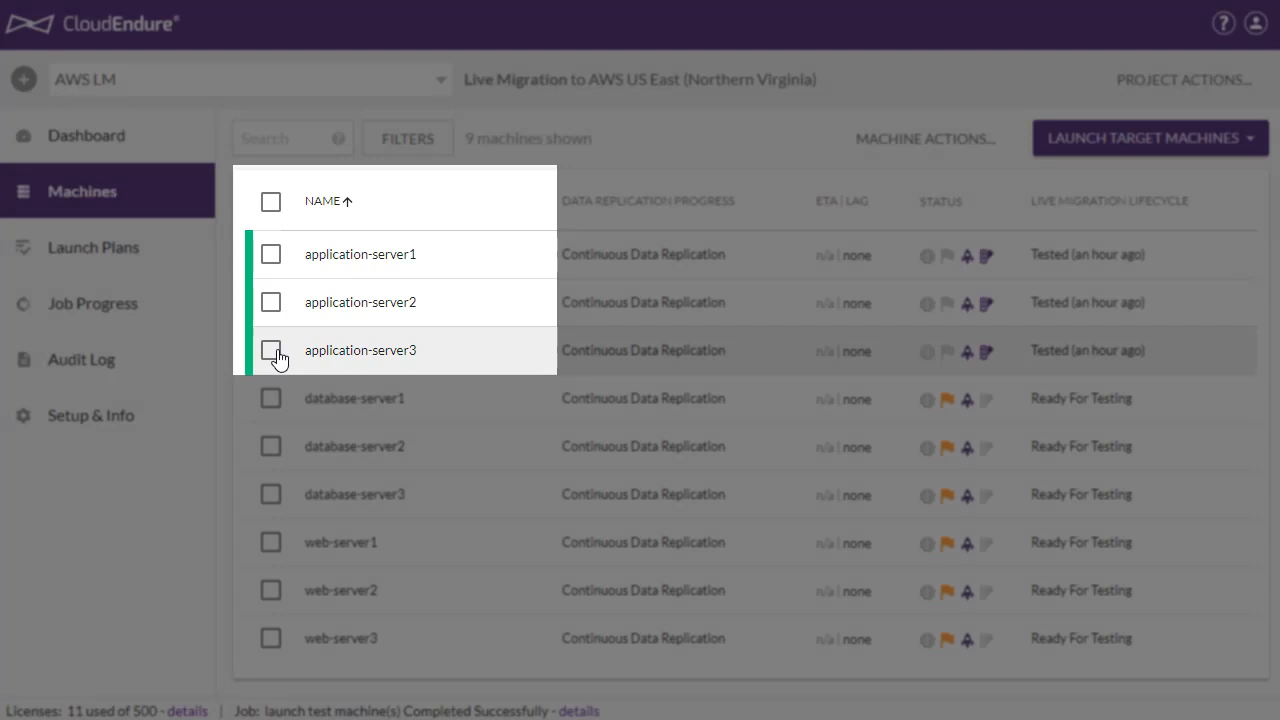 CloudEndure®
?
AWS LM
Live Migration to AWS US East (Northern Virginia)
PROJECT ACTIONS...
Dashboard
Machines
Launch Plans
Job Progress
Audit Log
Setup & Info
Search
?
FILTERS
9 machines shown
MACHINE ACTIONS...
LAUNCH TARGET MACHINES
NAME DATA REPLICATION PROGRESS ETA | LAG STATUS LIVE MIGRATION LIFECYCLE
application-server1 Continuous Data Replication n/a | none Tested (an hour ago)
application-server2 Continuous Data Replication n/a | none Tested (an hour ago)
application-server3 Continuous Data Replication n/a | none Tested (an hour ago)
database-server1 Continuous Data Replication n/a | none Ready For Testing
database-server2 Continuous Data Replication n/a | none Ready For Testing
database-server3 Continuous Data Replication n/a | none Ready For Testing
web-server1 Continuous Data Replication n/a | none Ready For Testing
web-server2 Continuous Data Replication n/a | none Ready For Testing
web-server3 Continuous Data Replication n/a | none Ready For Testing
Licenses: 11 used of 500 - details | Job: launch test machine(s) Completed Successfully - details